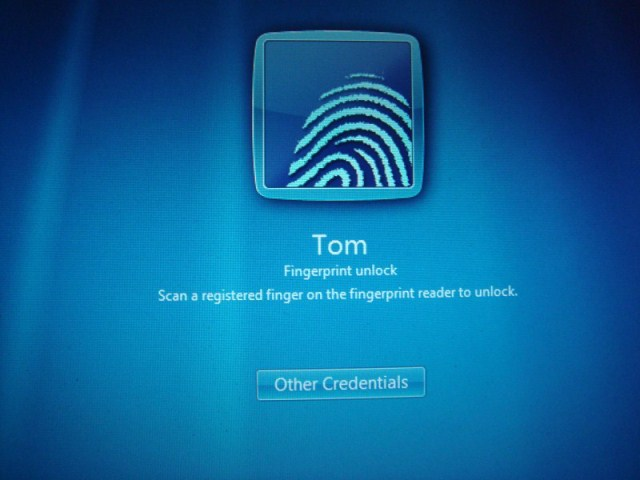 Tom
Fingerprint unlock
Scan a registered finger on the fingerprint reader to unlock.
Other Credentials